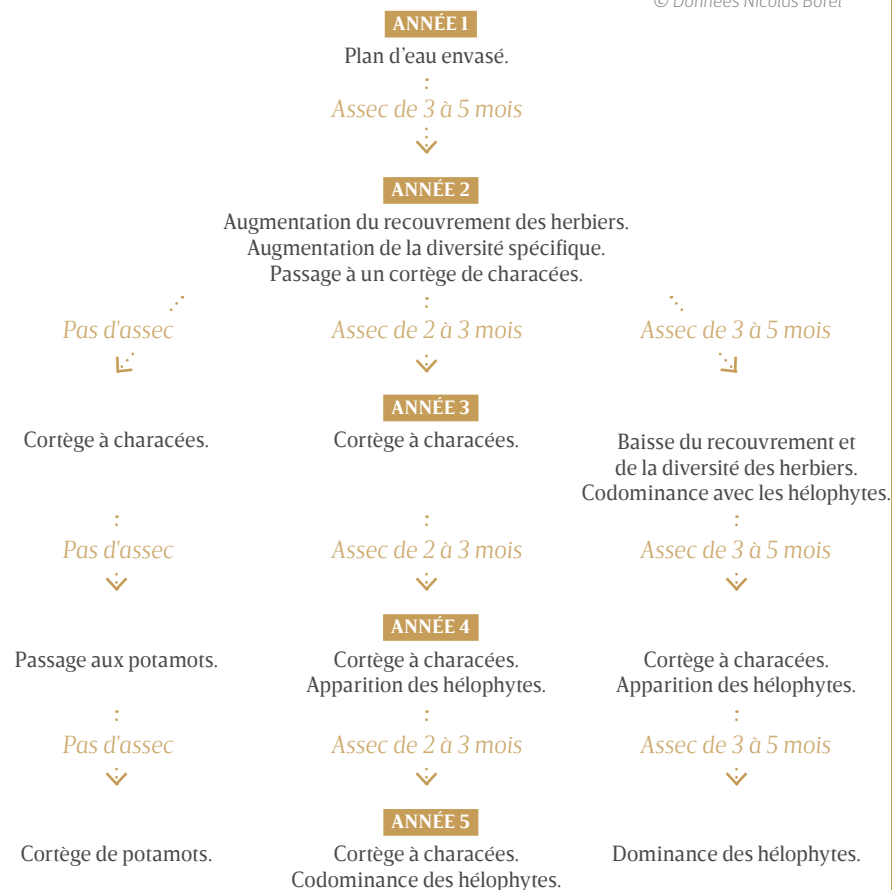 © Données Nicolas Borel
ANNÉE 1
Plan d'eau envasé.
Assec de 3 à 5 mois
ANNÉE 2
Augmentation du recouvrement des herbiers.
Augmentation de la diversité spécifique.
Passage à un cortège de characées.
Pas d'assec
Assec de 2 à 3 mois
Assec de 3 à 5 mois
ANNÉE 3
Cortège à characées.
Cortège à characées.
Baisse du recouvrement et
de la diversité des herbiers.
Codominance avec les hélophytes.
Pas d'assec
Assec de 2 à 3 mois
Assec de 3 à 5 mois
ANNÉE 4
Passage aux potamots.
Cortège à characées.
Apparition des hélophytes.
Cortège à characées.
Apparition des hélophytes.
Pas d'assec
Assec de 2 à 3 mois
Assec de 3 à 5 mois
ANNÉE 5
Cortège de potamots.
Cortège à characées.
Codominance des hélophytes.
Dominance des hélophytes.